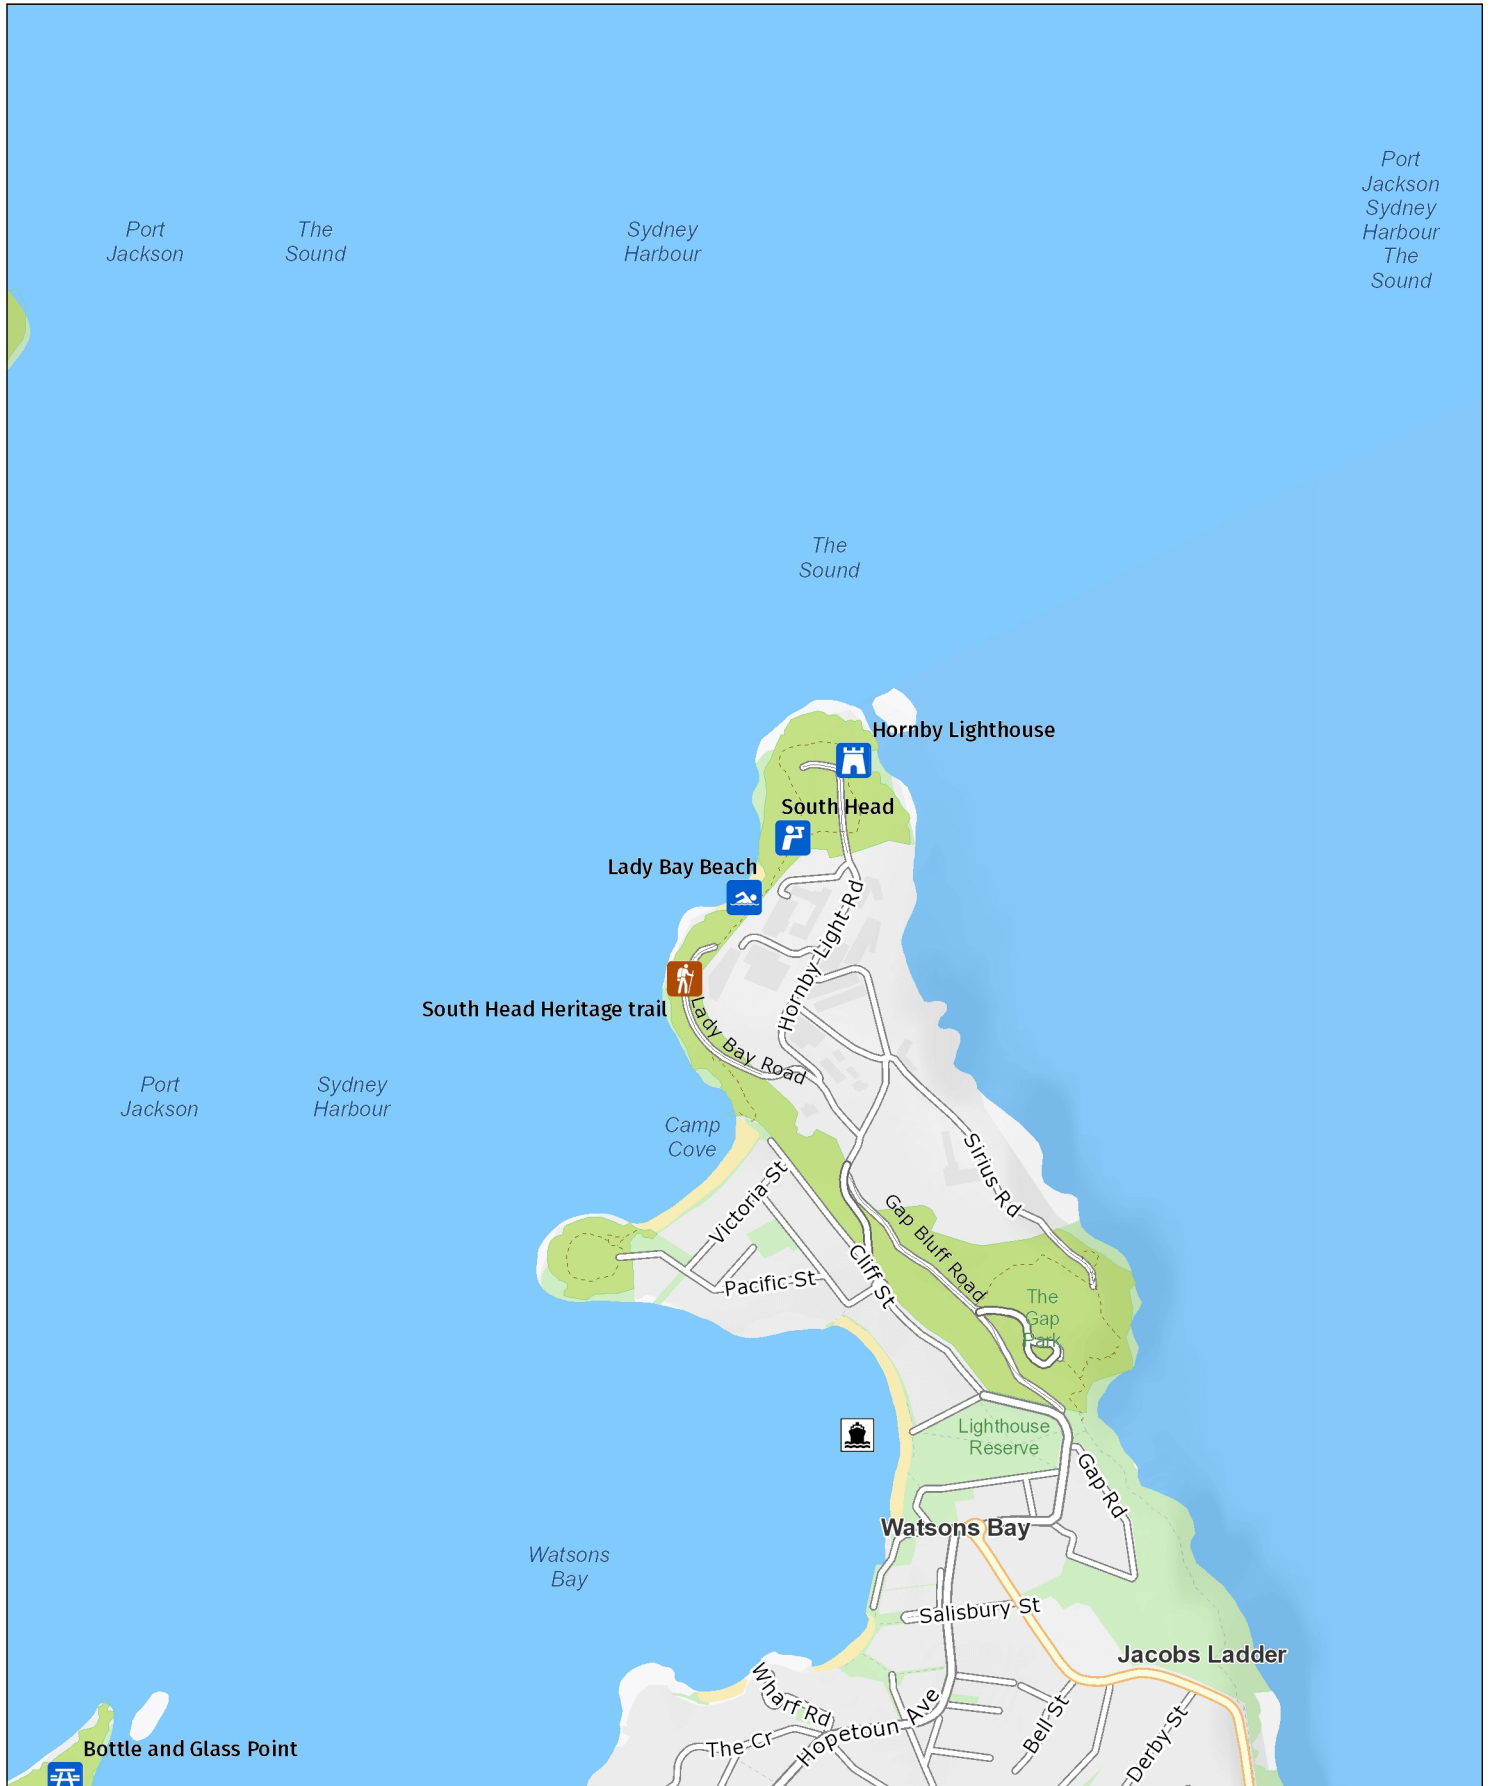 Port
Jackson
Sydney
Harbour
The
Sound
Port
Jackson
The
Sound
Sydney
Harbour
The
Sound
Hornby Lighthouse
South Head
Lady Bay Beach
Hornby Light Rd
South Head Heritage trail
Lady Bay Road
Port
Jackson
Sydney
Harbour
Camp
Cove
Sirius Rd
Victoria St
Gap Bluff Road
Cliff St
Pacific St
The
Gap
Park
Lighthouse
Reserve
Gap Rd
Watsons Bay
Watsons
Bay
Salisbury St
Jacobs Ladder
Wharf Rd
Hopetoun Ave
Bell St
Derby St
The Cr
Bottle and Glass Point